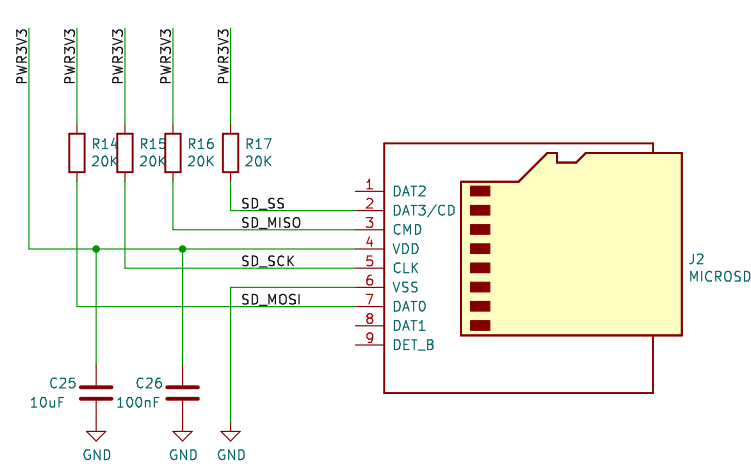 PWR3V3
PWR3V3
PWR3V3
PWR3V3
PWR3V3
R14
20K
R15
20K
R16
20K
R17
20K
SD_SS
SD_MISO
SD_SCK
SD_MOSI
1 DAT2
2 DAT3/CD
3 CMD
4 VDD
5 CLK
6 VSS
7 DAT0
8 DAT1
9 DET_B
J2
MICROSD
C25
10uF
C26
100nF
GND
GND
GND